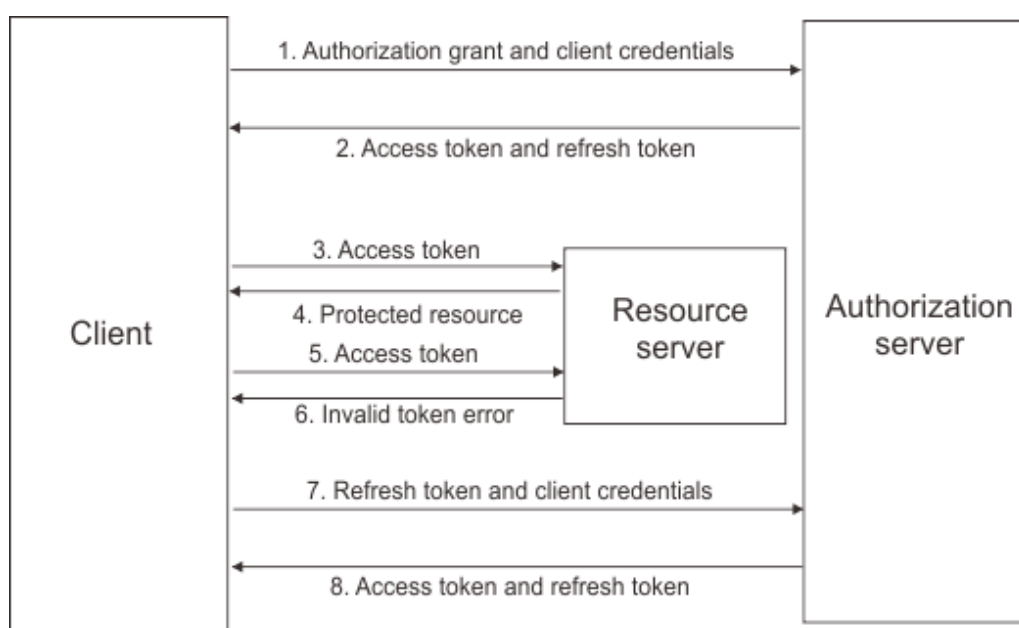 1. Authorization grant and client credentials
2. Access token and refresh token
3. Access token
4. Protected resource
5. Access token
6. Invalid token error
Client
Resource
server
Authorization
server
7. Refresh token and client credentials
8. Access token and refresh token